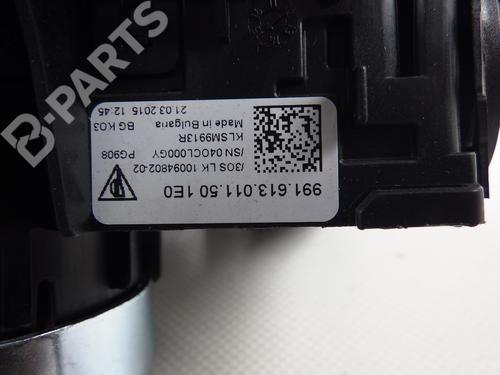 B-PARTS
991.613.011.50 1E0
/3OS LK 10094802-02
/SN 040CL000GY PG908
KLSM9913R
Made in Bulgaria BG K03
21.03.2015 12:45